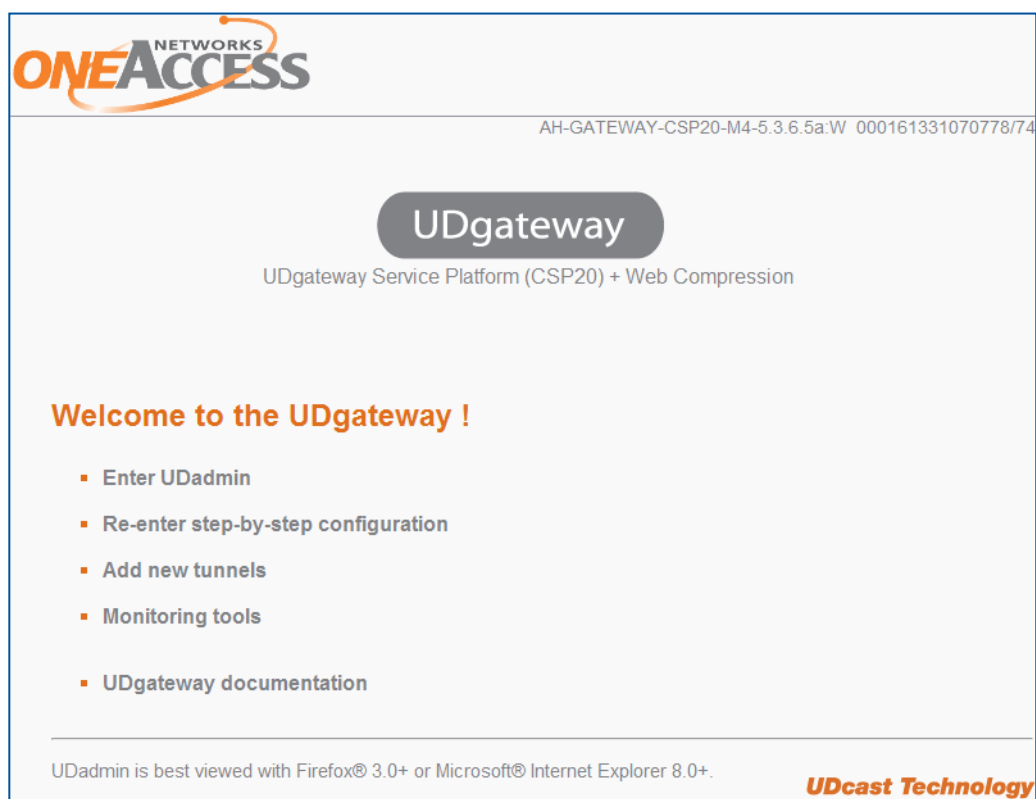 NETWORKS
ONEACCESS
AH-GATEWAY-CSP20-M4-5.3.6.5a:W 000161331070778/74
UDgateway
UDgateway Service Platform (CSP20) + Web Compression
Welcome to the UDgateway !
Enter UDadmin
Re-enter step-by-step configuration
Add new tunnels
Monitoring tools
UDgateway documentation
UDadmin is best viewed with Firefox® 3.0+ or Microsoft® Internet Explorer 8.0+.
UDcast Technology